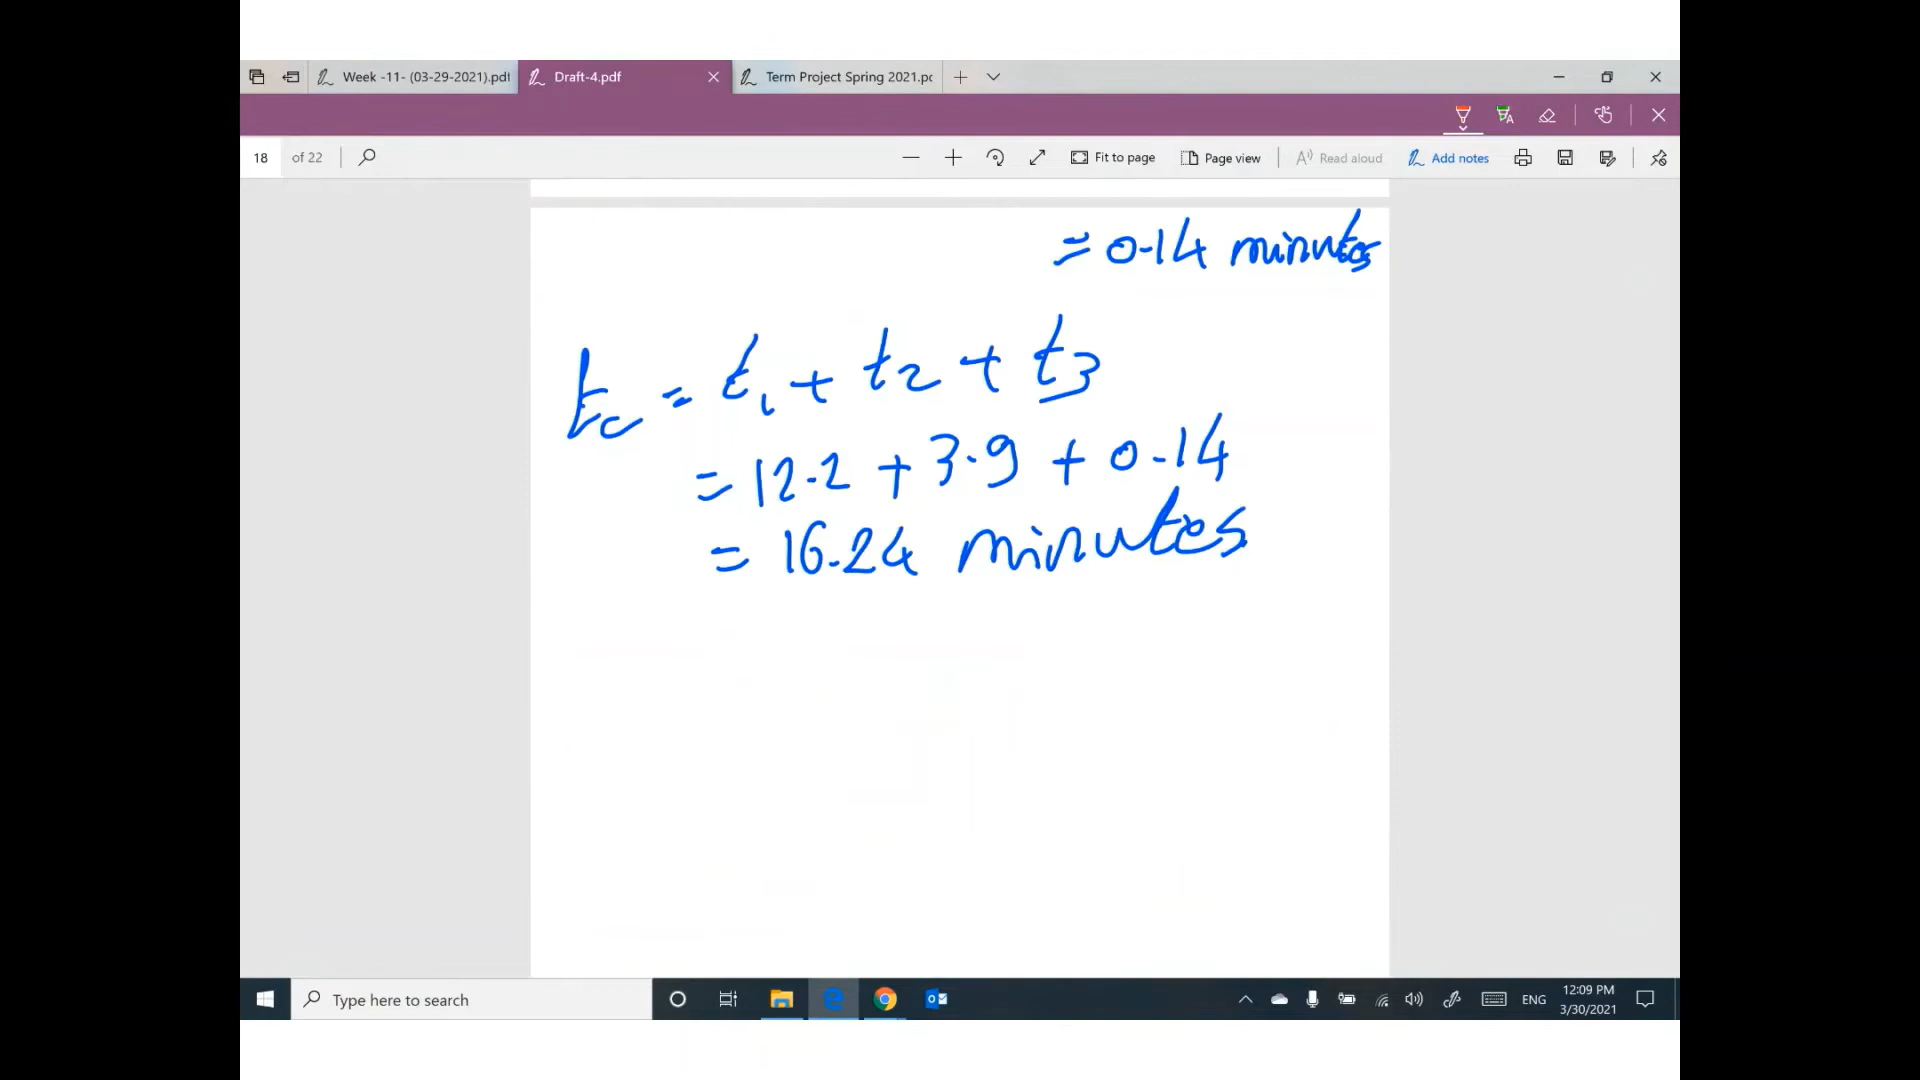 Week -11- (03-29-2021).pdf
Draft-4.pdf
Term Project Spring 2021.pd
18 of 22
Fit to page
Page view
Read aloud
Add notes
= 0.14 minutes
tc = t1 + t2 + t3
= 12.2 + 3.9 + 0.14
= 16.24 minutes
Type here to search
ENG
12:09 PM
3/30/2021